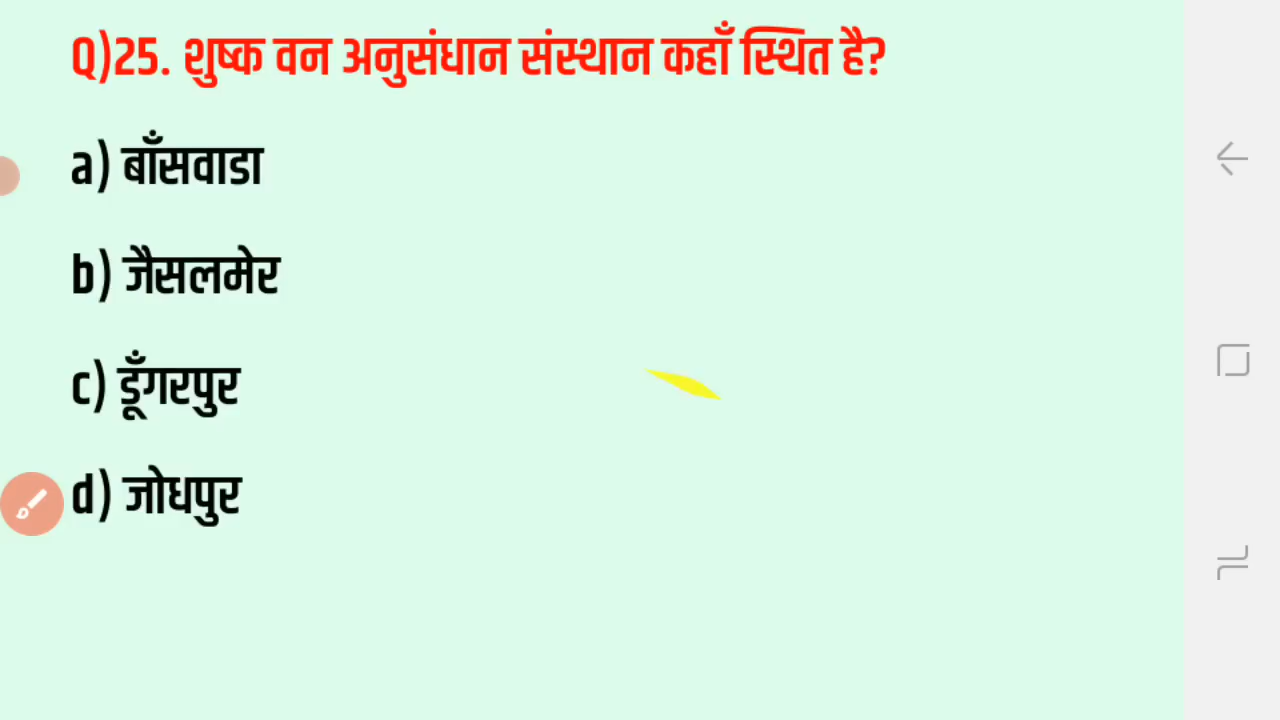 Q)25. शुष्क वन अनुसंधान संस्थान कहाँ स्थित है?
a) बाँसवाडा
b) जैसलमेर
c) डूँगरपुर
d) जोधपुर